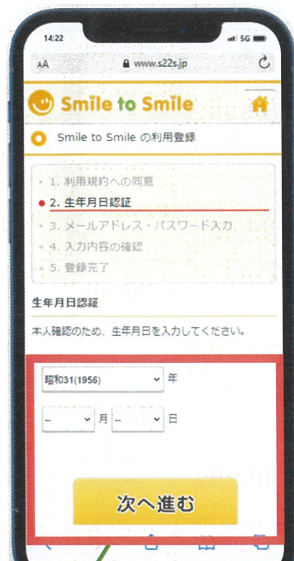 14:22
5G
AA
www.s22s.jp
Smile to Smile
Smile to Smile の利用登録
1. 利用規約への同意
2. 生年月日認証
3. メールアドレス・パスワード入力
4. 入力内容の確認
5. 登録完了
生年月日認証
本人確認のため、生年月日を入力してください。
昭和31(1956) 年
-- 月 -- 日
次へ進む